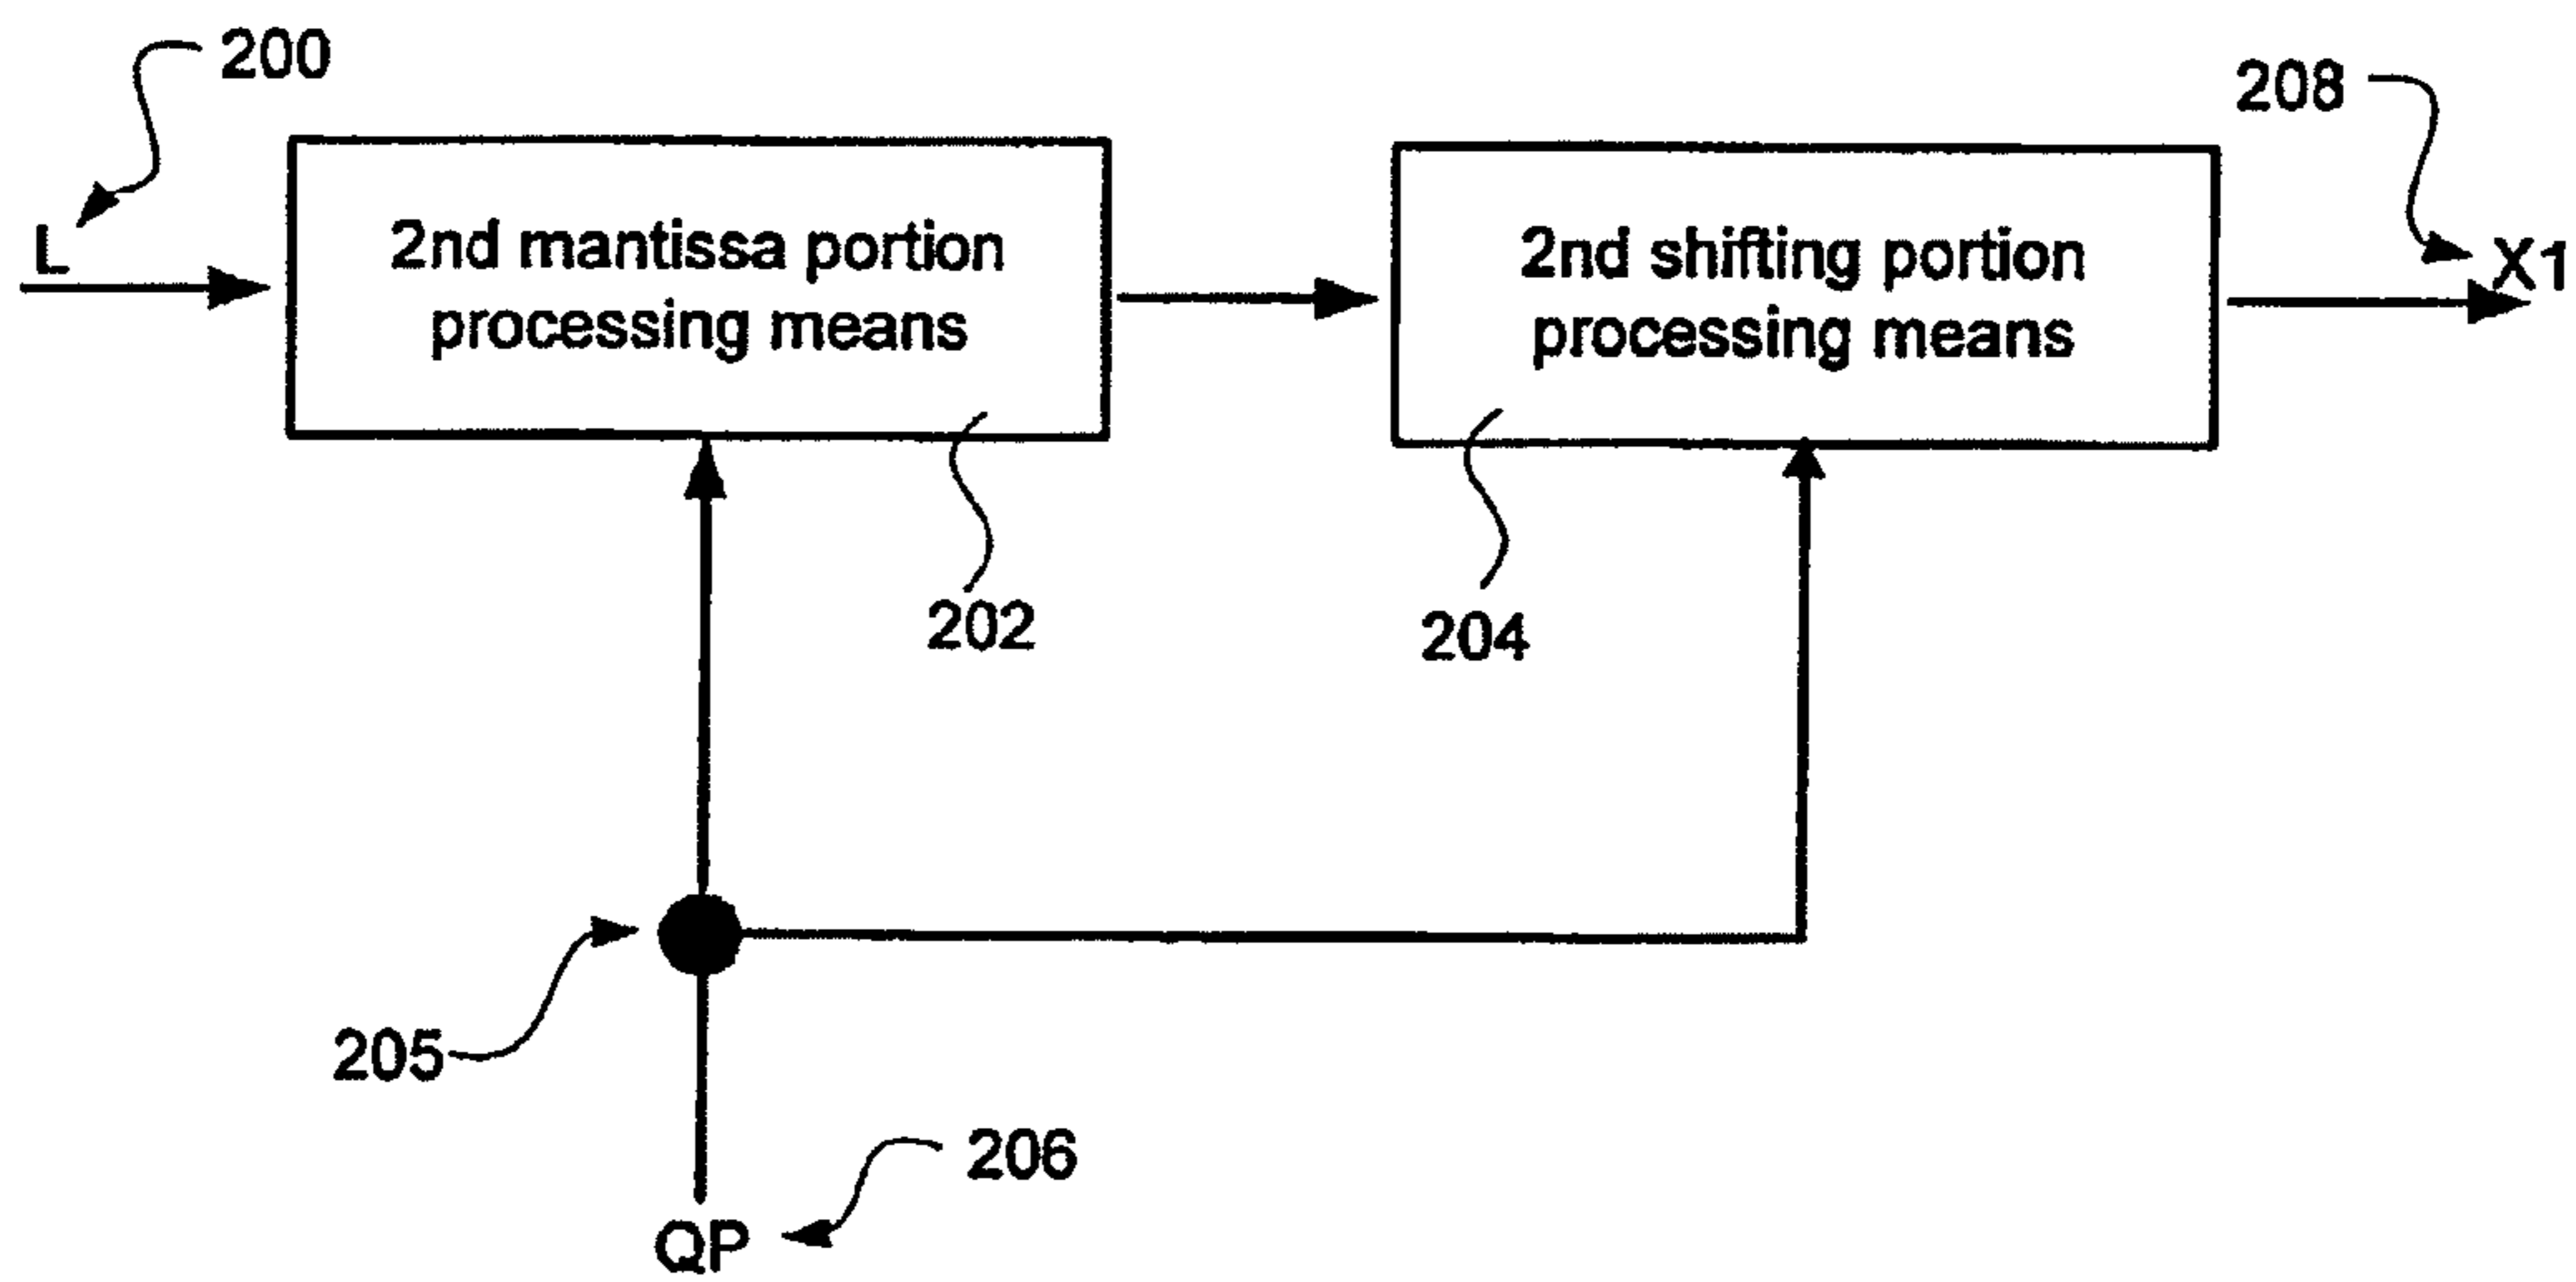 200
208
L
2nd mantissa portion
processing means
2nd shifting portion
processing means
X1
202
204
205
206
QP